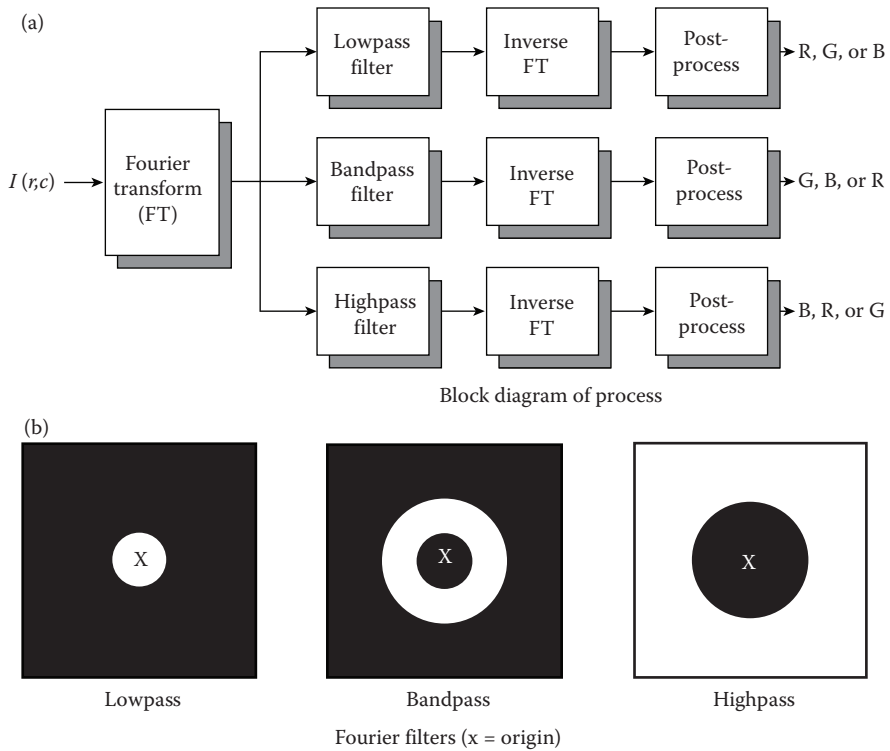 (a)
I (r,c)
Fourier
transform
(FT)
Lowpass
filter
Inverse
FT
Post-
process
R, G, or B
Bandpass
filter
Inverse
FT
Post-
process
G, B, or R
Highpass
filter
Inverse
FT
Post-
process
B, R, or G
Block diagram of process
(b)
X
X
X
Lowpass
Bandpass
Highpass
Fourier filters (x = origin)